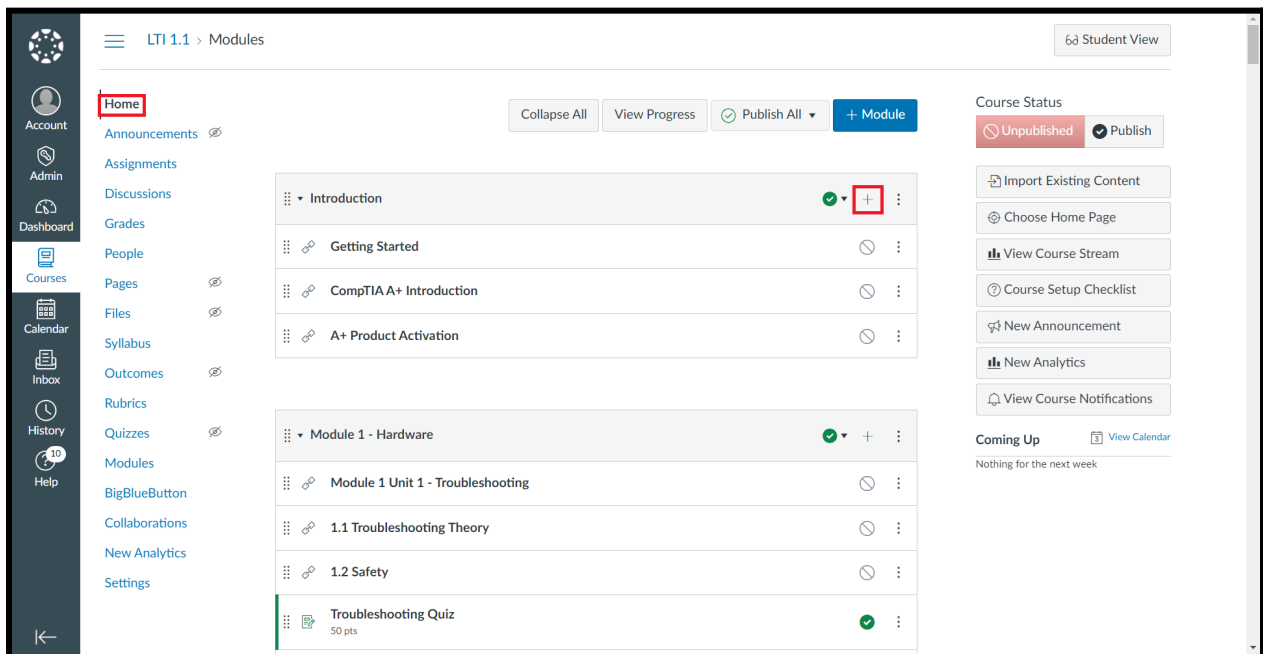 LTI 1.1 > Modules
Student View
Account
Admin
Dashboard
Courses
Calendar
Inbox
History
10
Help
Home
Announcements
Assignments
Discussions
Grades
People
Pages
Files
Syllabus
Outcomes
Rubrics
Quizzes
Modules
BigBlueButton
Collaborations
New Analytics
Settings
Collapse All
View Progress
Publish All
+ Module
Introduction
Getting Started
CompTIA A+ Introduction
A+ Product Activation
Module 1 - Hardware
Module 1 Unit 1 - Troubleshooting
1.1 Troubleshooting Theory
1.2 Safety
Troubleshooting Quiz
50 pts
Course Status
Unpublished
Publish
Import Existing Content
Choose Home Page
View Course Stream
Course Setup Checklist
New Announcement
New Analytics
View Course Notifications
Coming Up
3 View Calendar
Nothing for the next week